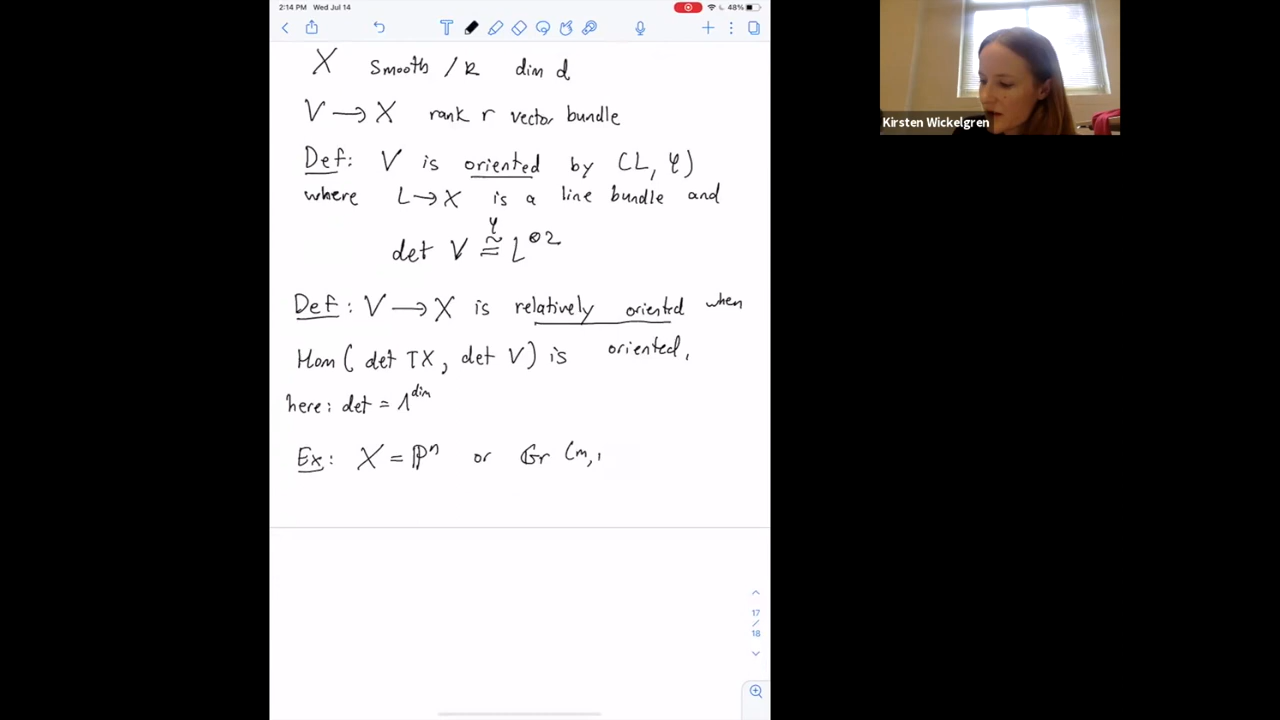 2:14 PM Wed Jul 14
48%
X smooth / k dim d
V → X rank r vector bundle
Def: V is oriented by (L, φ)
where L → X is a line bundle and
det V ≅^φ L^⊗2
Def: V → X is relatively oriented when
Hom( det TX, det V) is oriented.
here: det = Λ^dim
Ex: X = ℙ^n or Gr (m,
17
/
18
Kirsten Wickelgren